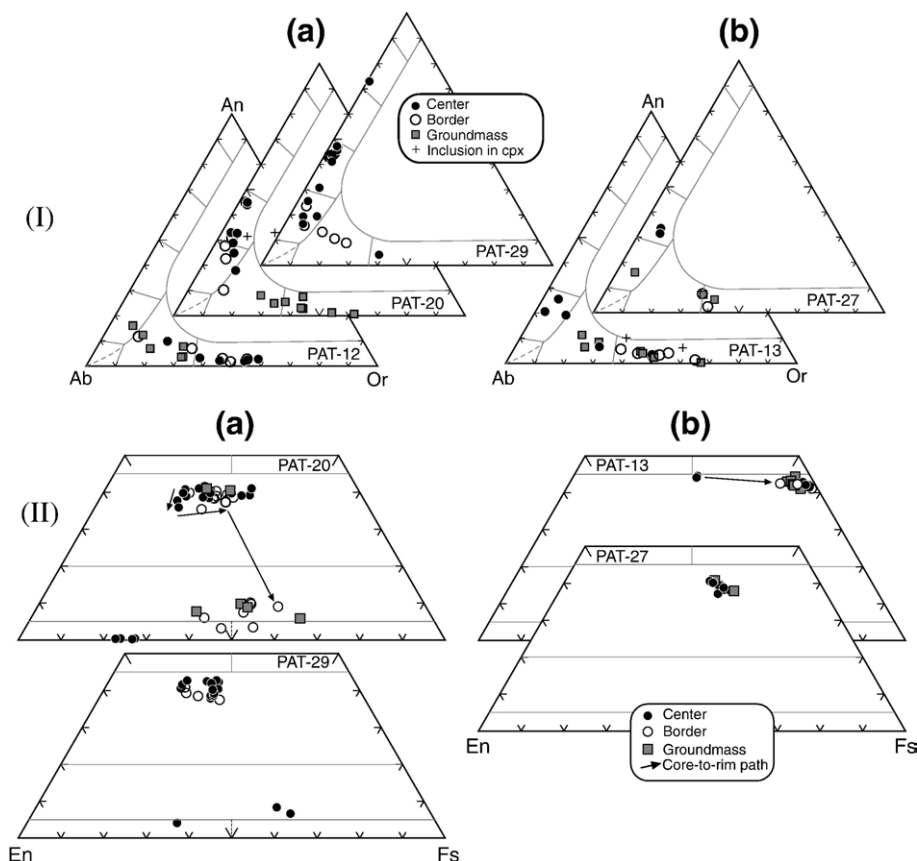 (a)
(b)
An
Center
Border
Groundmass
Inclusion in cpx
An
(I)
PAT-29
PAT-20
PAT-12
PAT-27
PAT-13
Ab
Or
Ab
Or
(a)
(b)
PAT-20
PAT-13
(II)
PAT-27
PAT-29
Center
Border
Groundmass
Core-to-rim path
En
Fs
En
Fs